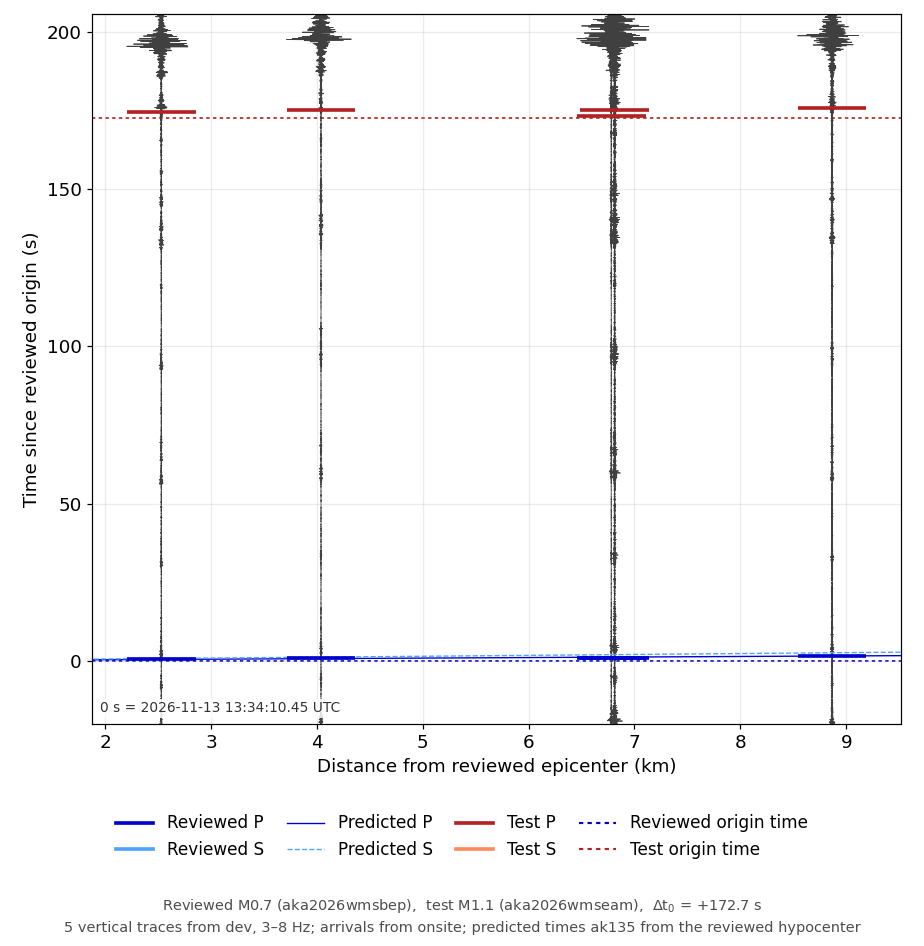 200
150
100
50
0
Time since reviewed origin (s)
0 s = 2026-11-13 13:34:10.45 UTC
2 3 4 5 6 7 8 9
Distance from reviewed epicenter (km)
Reviewed P Predicted P Test P Reviewed origin time
Reviewed S Predicted S Test S Test origin time
Reviewed M0.7 (aka2026wmsbep), test M1.1 (aka2026wmseam), Δt₀ = +172.7 s
5 vertical traces from dev, 3–8 Hz; arrivals from onsite; predicted times ak135 from the reviewed hypocenter